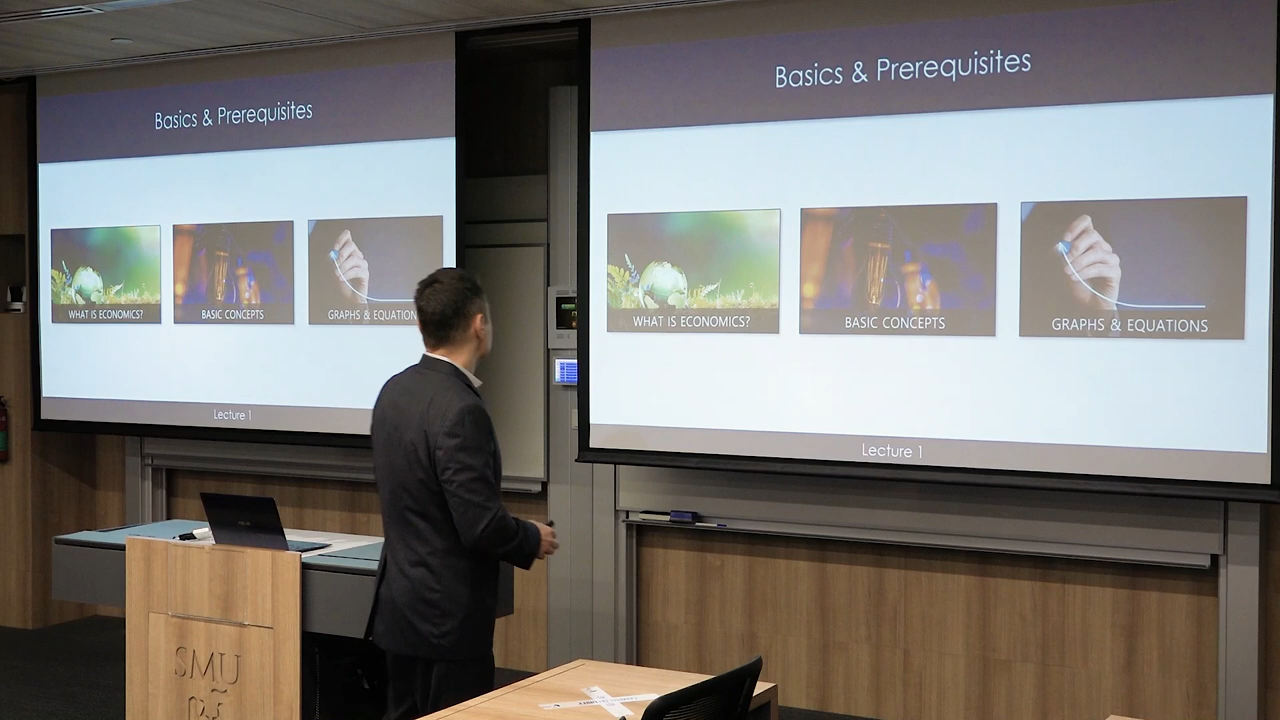 Basics & Prerequisites
WHAT IS ECONOMICS?
BASIC CONCEPTS
GRAPHS & EQUATION
Lecture 1
Basics & Prerequisites
WHAT IS ECONOMICS?
BASIC CONCEPTS
GRAPHS & EQUATIONS
Lecture 1
SMU